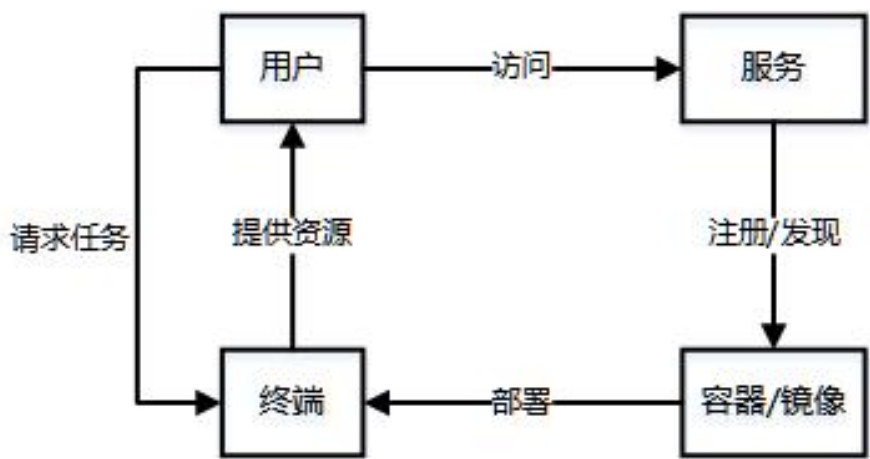 用户
访问
服务
请求任务
提供资源
注册/发现
终端
部署
容器/镜像